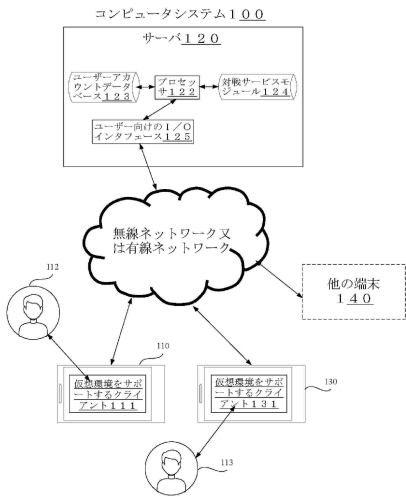 コンピュータシステム１００
サーバ１２０
ユーザーアカ
ウントデータ
ベース１２３
プロセッ
サ１２２
対戦サービスモ
ジュール１２４
ユーザー向けのＩ／Ｏ
インタフェース１２５
無線ネットワーク又
は有線ネットワーク
他の端末
１４０
112
110
仮想環境をサポ
ートするクライ
アント１１１
130
仮想環境をサポ
ートするクライ
アント１３１
113